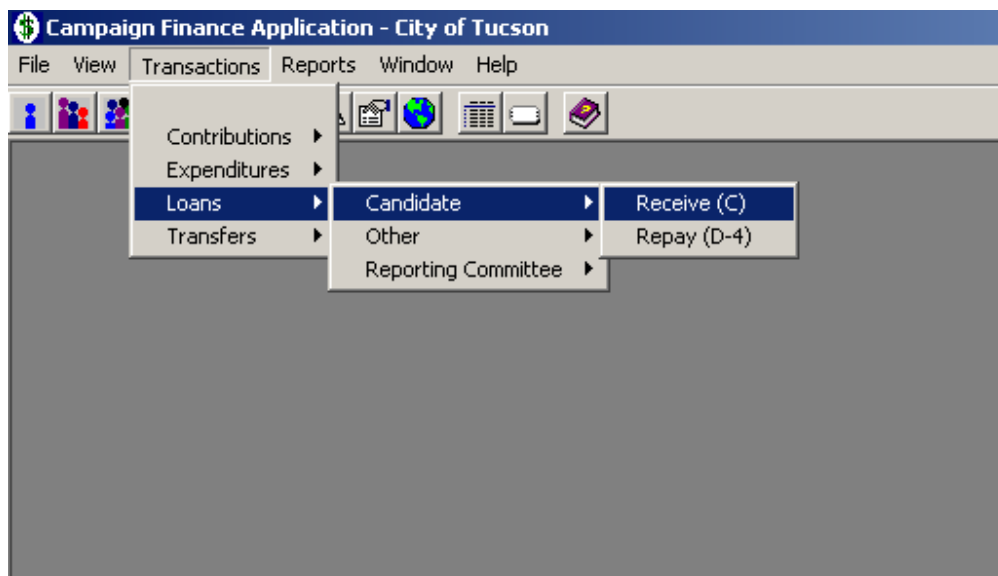 Campaign Finance Application - City of Tucson
File View Transactions Reports Window Help
Contributions
Expenditures
Loans Candidate Receive (C)
Transfers Other Repay (D-4)
Reporting Committee